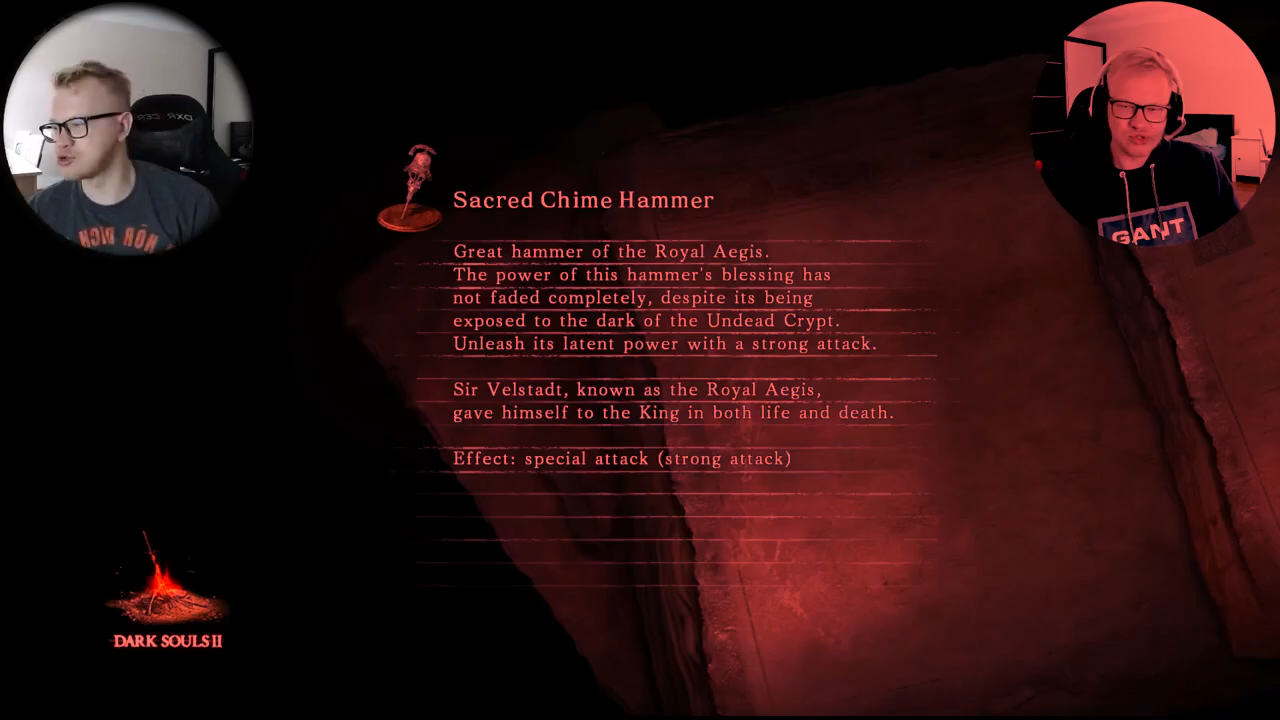 Sacred Chime Hammer
GANT
Great hammer of the Royal Aegis.
The power of this hammer's blessing has
not faded completely, despite its being
exposed to the dark of the Undead Crypt.
Unleash its latent power with a strong attack.
Sir Velstadt, known as the Royal Aegis,
gave himself to the King in both life and death.
Effect: special attack (strong attack)
DARK SOULS II